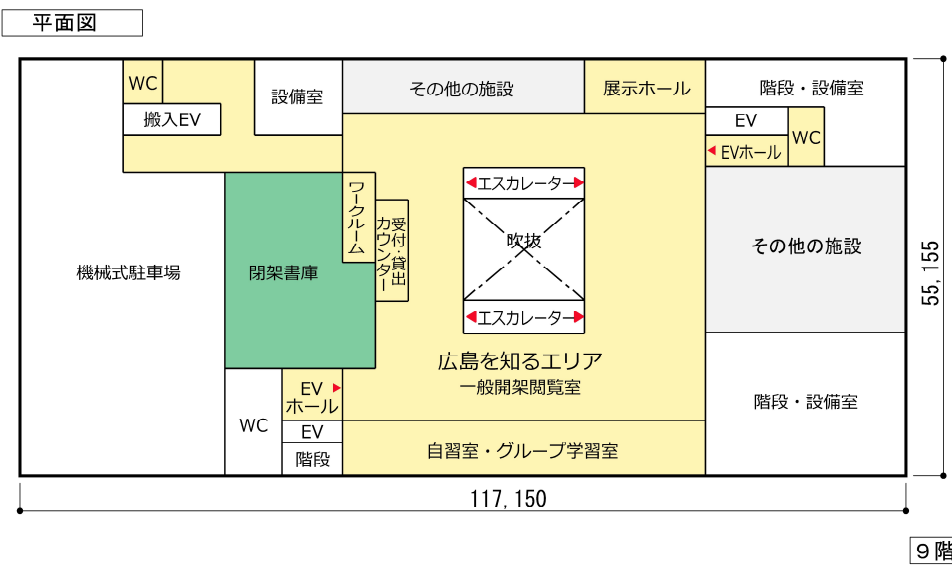 平面図
WC
搬入EV
設備室
その他の施設
展示ホール
階段・設備室
EV
WC
EVホール
エスカレーター
ワークルーム
受付・貸出
カウンター
吹抜
その他の施設
機械式駐車場
閉架書庫
エスカレーター
広島を知るエリア
一般開架閲覧室
EV
ホール
WC
EV
階段
自習室・グループ学習室
階段・設備室
55,155
117,150
9階